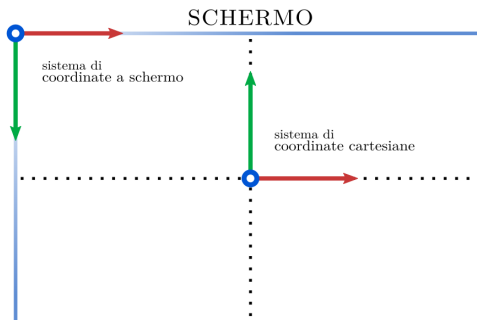 SCHERMO
sistema di
coordinate a schermo
sistema di
coordinate cartesiane